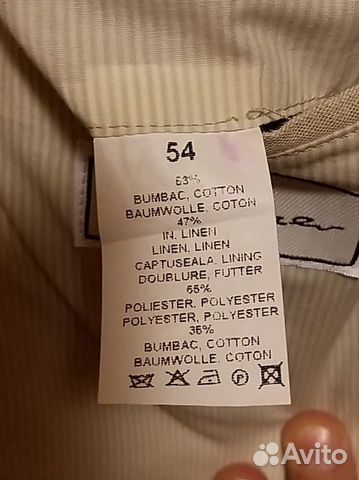 54
53%
BUMBAC, COTTON
BAUMWOLLE, COTON
47%
IN, LINEN
LINEN, LINEN
CAPTUSEALA, LINING
DOUBLURE, FUTTER
65%
POLIESTER, POLYESTER
POLYESTER, POLYESTER
35%
BUMBAC, COTTON
BAUMWOLLE, COTON
P
Avito